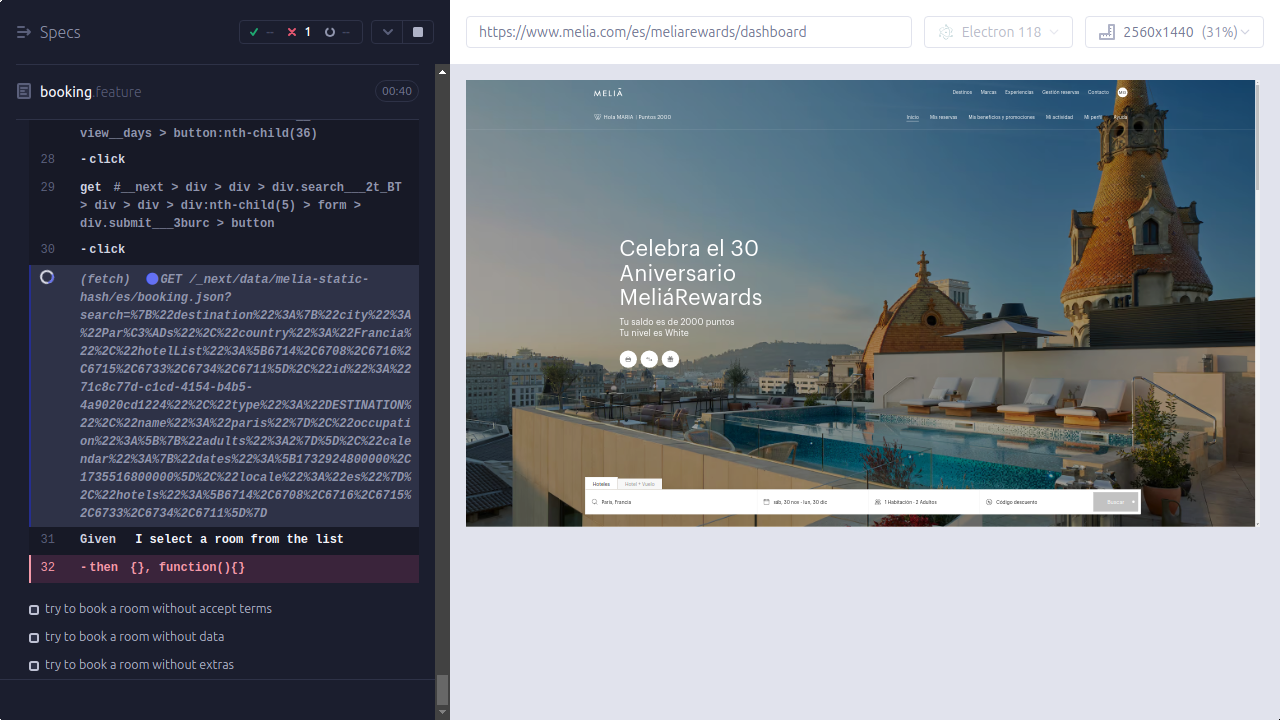 Specs
--
1
--
https://www.melia.com/es/meliarewards/dashboard
Electron 118
2560x1440 (31%)
booking.feature
00:40
view__days > button:nth-child(36)
28 -click
29 get #__next > div > div > div.search___2t_BT
> div > div > div:nth-child(5) > form >
div.submit___3burc > button
30 -click
(fetch) GET /_next/data/melia-static-
hash/es/booking.json?
search=%7B%22destination%22%3A%7B%22city%22%3A
%22Par%C3%ADs%22%2C%22country%22%3A%22Francia%
22%2C%22hotelList%22%3A%5B6714%2C6708%2C6716%2
C6715%2C6733%2C6734%2C6711%5D%2C%22id%22%3A%22
71c8c77d-c1cd-4154-b4b5-
4a9020cd1224%22%2C%22type%22%3A%22DESTINATION%
22%2C%22name%22%3A%22paris%22%7D%2C%22occupati
on%22%3A%5B%7B%22adults%22%3A2%7D%5D%2C%22cale
ndar%22%3A%7B%22dates%22%3A%5B1732924800000%2C
1735516800000%5D%2C%22locale%22%3A%22es%22%7D%
2C%22hotels%22%3A%5B6714%2C6708%2C6716%2C6715%
2C6733%2C6734%2C6711%5D%7D
31 Given I select a room from the list
32 -then {}, function(){}
try to book a room without accept terms
try to book a room without data
try to book a room without extras
MELIÃ
Destinos Marcas Experiencias Gestión reservas Contacto
Hola MARIA | Puntos 2000
Inicio Mis reservas Mis beneficios y promociones Mi actividad Mi perfil Ayuda
Celebra el 30
Aniversario
MeliáRewards
Tu saldo es de 2000 puntos
Tu nivel es White
Hoteles Hotel + Vuelo
París, Francia sáb, 30 nov - lun, 30 dic 1 Habitación · 2 Adultos Código descuento Buscar